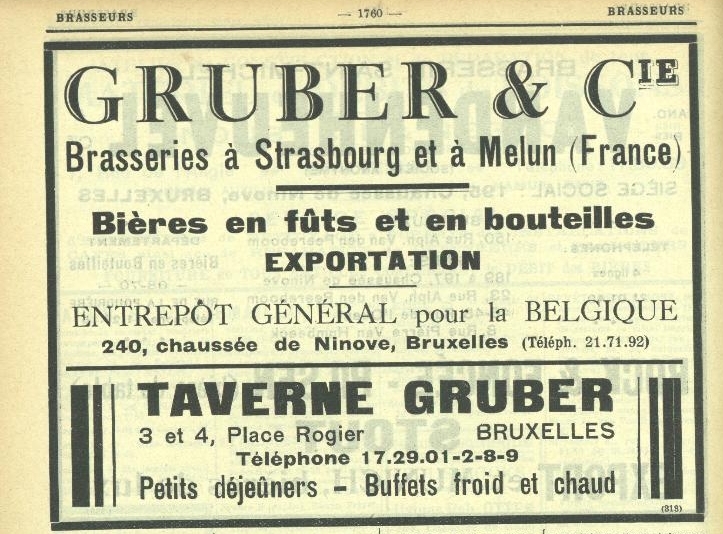 BRASSEURS — 1760 — BRASSEURS
GRUBER & CIE
Brasseries à Strasbourg et à Melun (France)
Bières en fûts et en bouteilles
EXPORTATION
ENTREPÔT GÉNÉRAL pour la BELGIQUE
240, chaussée de Ninove, Bruxelles (Téléph. 21.71.92)
TAVERNE GRUBER
3 et 4, Place Rogier BRUXELLES
Téléphone 17.29.01-2-8-9
Petits déjeûners - Buffets froid et chaud
(318)